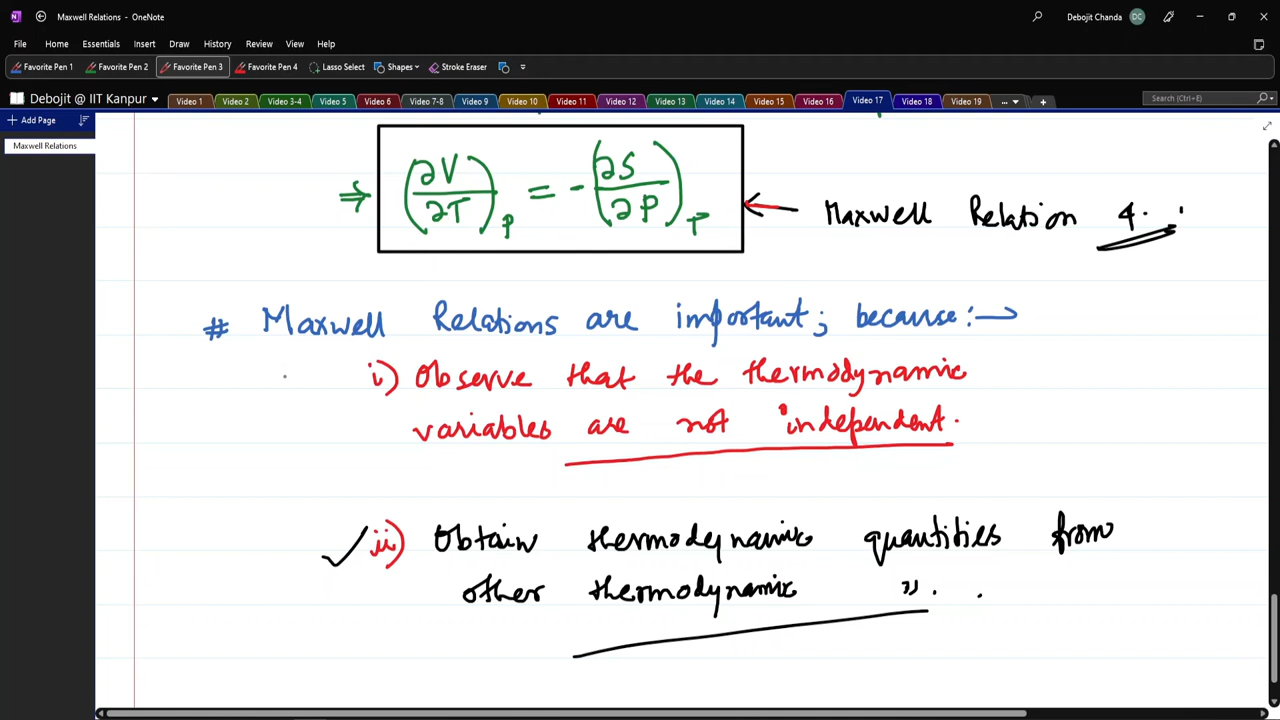 Maxwell Relations - OneNote
Debojit Chanda DC
File Home Essentials Insert Draw History Review View Help
Favorite Pen 1 Favorite Pen 2 Favorite Pen 3 Favorite Pen 4 Lasso Select Shapes Stroke Eraser
Debojit @ IIT Kanpur Video 1 Video 2 Video 3-4 Video 5 Video 6 Video 7-8 Video 9 Video 10 Video 11 Video 12 Video 13 Video 14 Video 15 Video 16 Video 17 Video 18 Video 19 ... + Search (Ctrl+E)
+ Add Page
Maxwell Relations
⇒ (∂V/∂T)_P = -(∂S/∂P)_T
Maxwell Relation 4.
# Maxwell Relations are important; because:→
i) Observe that the thermodynamic
variables are not independent.
ii) Obtain thermodynamic quantities from
other thermodynamic ".